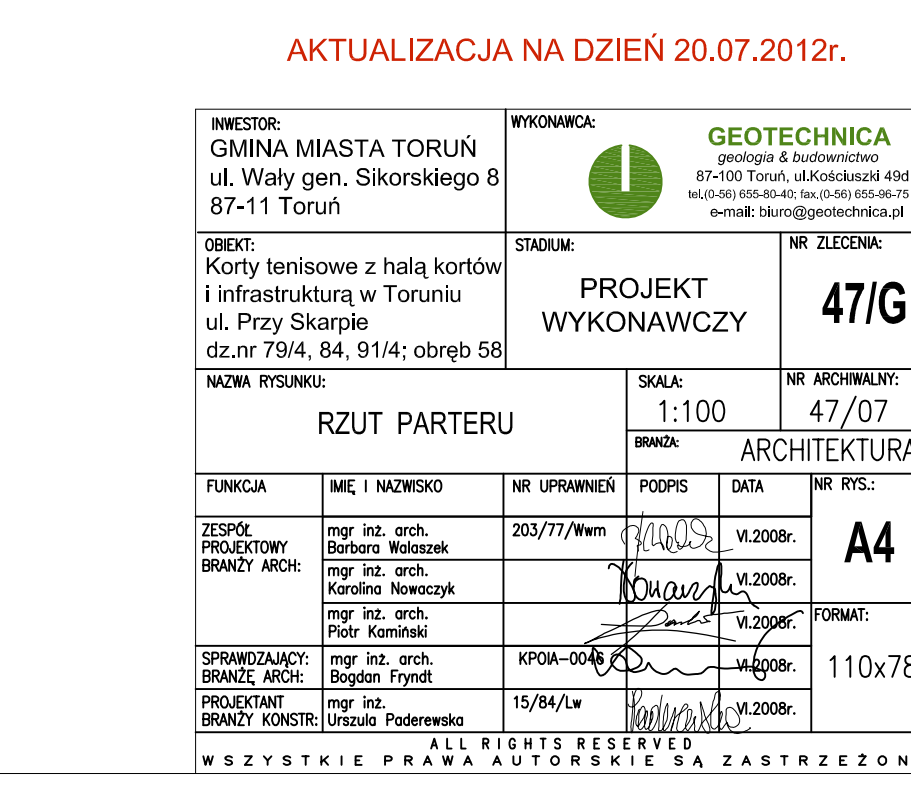 AKTUALIZACJA NA DZIEŃ 20.07.2012r.
INWESTOR:
GMINA MIASTA TORUŃ
ul. Wały gen. Sikorskiego 8
87-11 Toruń
WYKONAWCA:
GEOTECHNICA
geologia & budownictwo
87-100 Toruń, ul.Kościuszki 49d
tel.(0-56) 655-80-40; fax.(0-56) 655-96-75
e-mail: biuro@geotechnica.pl
OBIEKT:
Korty tenisowe z halą kortów
i infrastrukturą w Toruniu
ul. Przy Skarpie
dz.nr 79/4, 84, 91/4; obręb 58
STADIUM:
PROJEKT
WYKONAWCZY
NR ZLECENIA:
47/G
NAZWA RYSUNKU:
RZUT PARTERU
SKALA:
1:100
NR ARCHIWALNY:
47/07
BRANŻA:
ARCHITEKTURA
FUNKCJA IMIĘ I NAZWISKO NR UPRAWNIEŃ PODPIS DATA NR RYS.:
A4
ZESPÓŁ
PROJEKTOWY
BRANŻY ARCH:
mgr inż. arch.
Barbara Walaszek
203/77/Wwm
VI.2008r.
mgr inż. arch.
Karolina Nowaczyk
VI.2008r.
mgr inż. arch.
Piotr Kamiński
VI.2008r.
FORMAT:
110x78
SPRAWDZAJĄCY:
BRANŻĘ ARCH:
mgr inż. arch.
Bogdan Fryndt
KPOIA-0046
VI.2008r.
PROJEKTANT
BRANŻY KONSTR:
mgr inż.
Urszula Paderewska
15/84/Lw
VI.2008r.
ALL RIGHTS RESERVED
WSZYSTKIE PRAWA AUTORSKIE SĄ ZASTRZEŻON